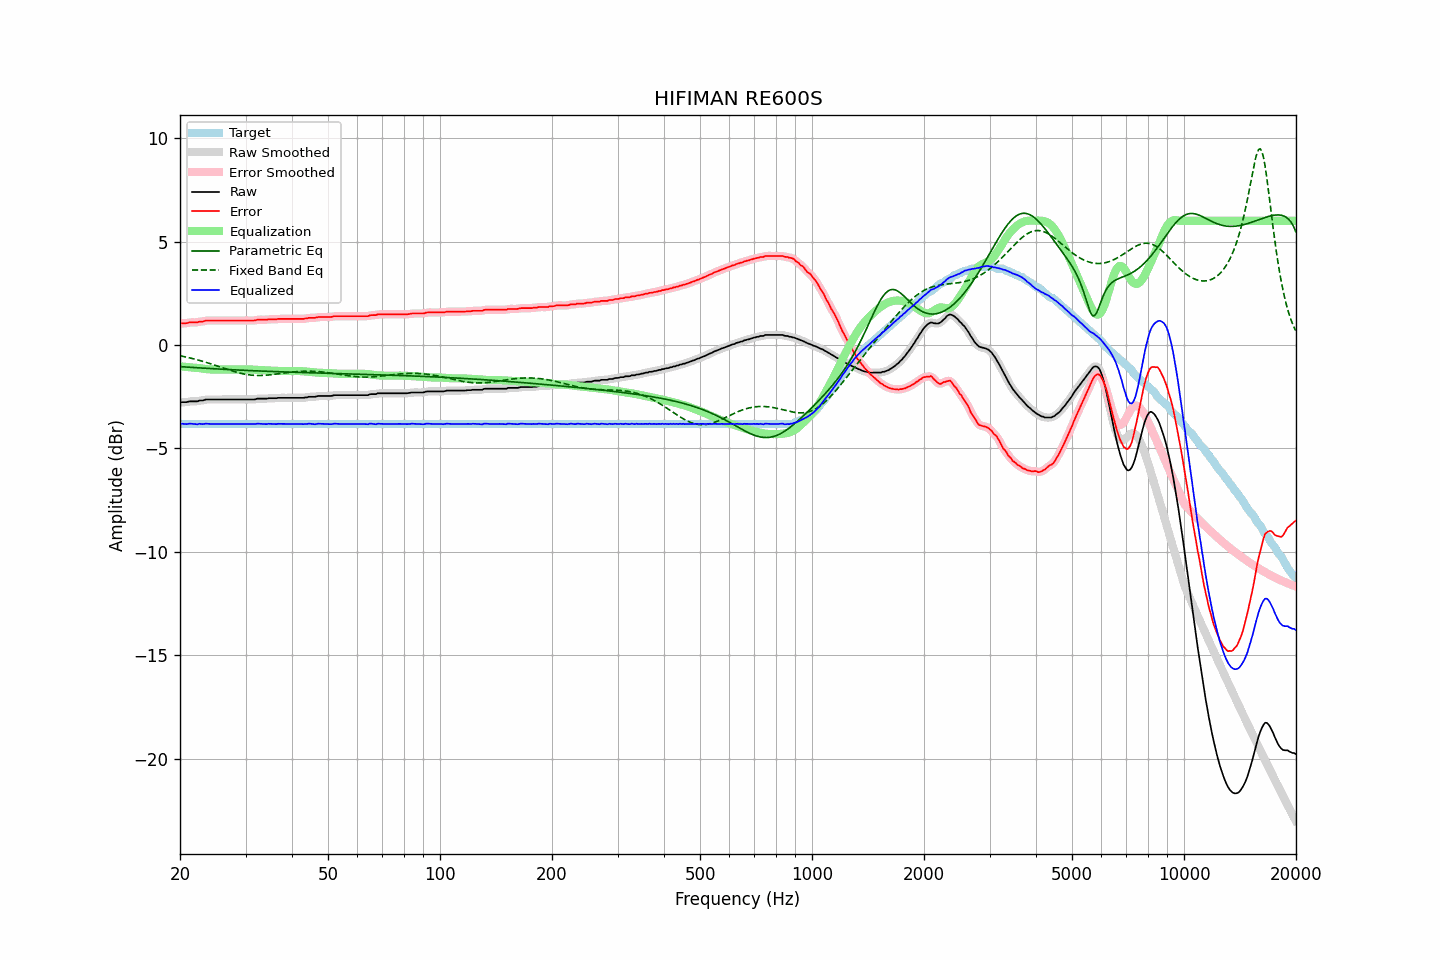 HIFIMAN RE600S
Target
Raw Smoothed
Error Smoothed
Raw
Error
Equalization
Parametric Eq
Fixed Band Eq
Equalized
10
5
0
−5
−10
−15
−20
Amplitude (dBr)
20 50 100 200 500 1000 2000 5000 10000 20000
Frequency (Hz)